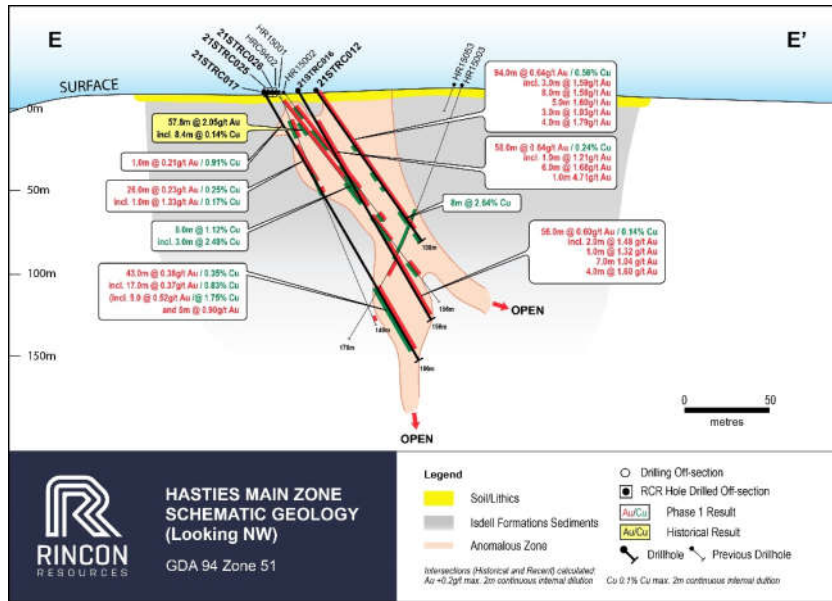 E
E'
21STRC017
21STRC025
21STRC026
HRC9402
HR15001
HR15002
21STRC016
21STRC012
HR15053
HR15003
SURFACE
0m
50m
100m
150m
57.8m @ 2.05g/t Au
incl. 8.4m @ 0.14% Cu
1.0m @ 0.21g/t Au / 0.91% Cu
26.0m @ 0.23g/t Au / 0.25% Cu
incl. 1.0m @ 1.33g/t Au / 0.17% Cu
@ 1.12% Cu
incl. 3.0m @ 2.48% Cu
43.0m @ 0.38g/t Au / 0.35% Cu
incl. 17.0m @ 0.37g/t Au / 0.83% Cu
(incl. 5.0 @ 0.52g/t Au /@ 1.75% Cu
and 5m @ 0.90g/t Au
94.0m @ 0.64g/t Au / 0.56% Cu
incl. 3.0m @ 1.59g/t Au
8.0m @ 1.58g/t Au
5.0m @ 1.60g/t Au
3.0m @ 1.83g/t Au
4.0m @ 1.79g/t Au
@ 0.84g/t Au / 0.24% Cu
incl. 1.0m @ 1.21g/t Au
6.0m @ 1.68g/t Au
1.0m 4.71g/t Au
8m @ 2.64% Cu
56.0m @ 0.60g/t Au / 0.14% Cu
incl. 2.0m @ 1.48 g/t Au
1.0m @ 1.32 g/t Au
7.0m 1.04 g/t Au
4.0m @ 1.60 g/t Au
156m
156m
149m
178m
OPEN
OPEN
0
50
metres
RINCON
RESOURCES
HASTIES MAIN ZONE
SCHEMATIC GEOLOGY
(Looking NW)
GDA 94 Zone 51
Legend
Soil/Lithics
Isdell Formations Sediments
Anomalous Zone
Drilling Off-section
RCR Hole Drilled Off-section
Au/Cu Phase 1 Result
Au/Cu Historical Result
Drillhole
Previous Drillhole
Intersections (Historical and Recent) calculated:
Au +0.2g/t max. 2m continuous internal dilution Cu 0.1% Cu max. 2m continuous internal dultion